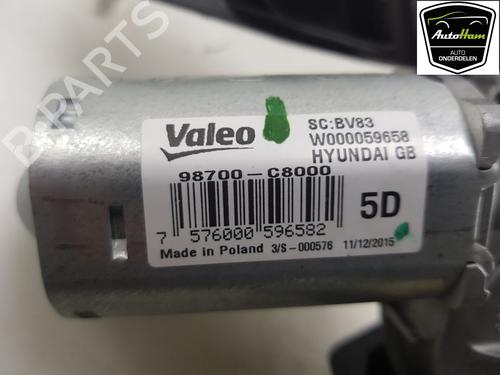 AutoHam
AUTO
ONDERDELEN
B PARTS
Valeo
SC:BV83
W000059658
HYUNDAI GB
98700-C8000
5D
7 576000 596582
Made in Poland 3/S-000576 11/12/2015